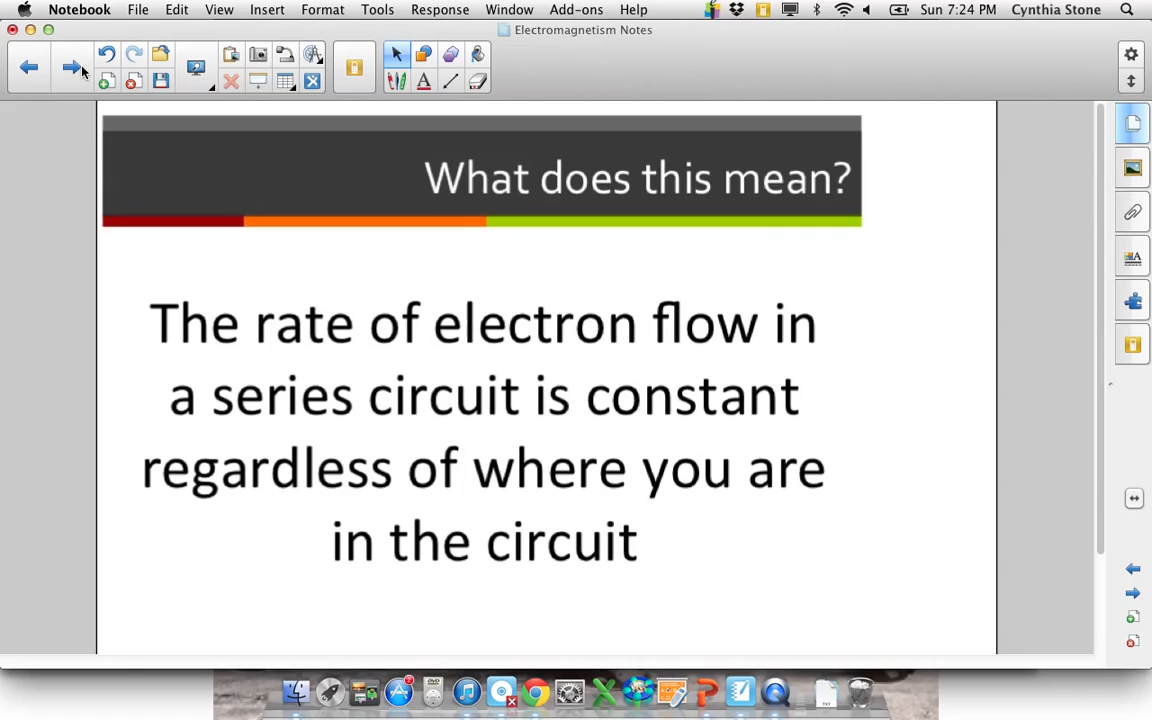 Notebook File Edit View Insert Format Tools Response Window Add-ons Help Sun 7:24 PM Cynthia Stone
Electromagnetism Notes
What does this mean?
The rate of electron flow in
a series circuit is constant
regardless of where you are
in the circuit